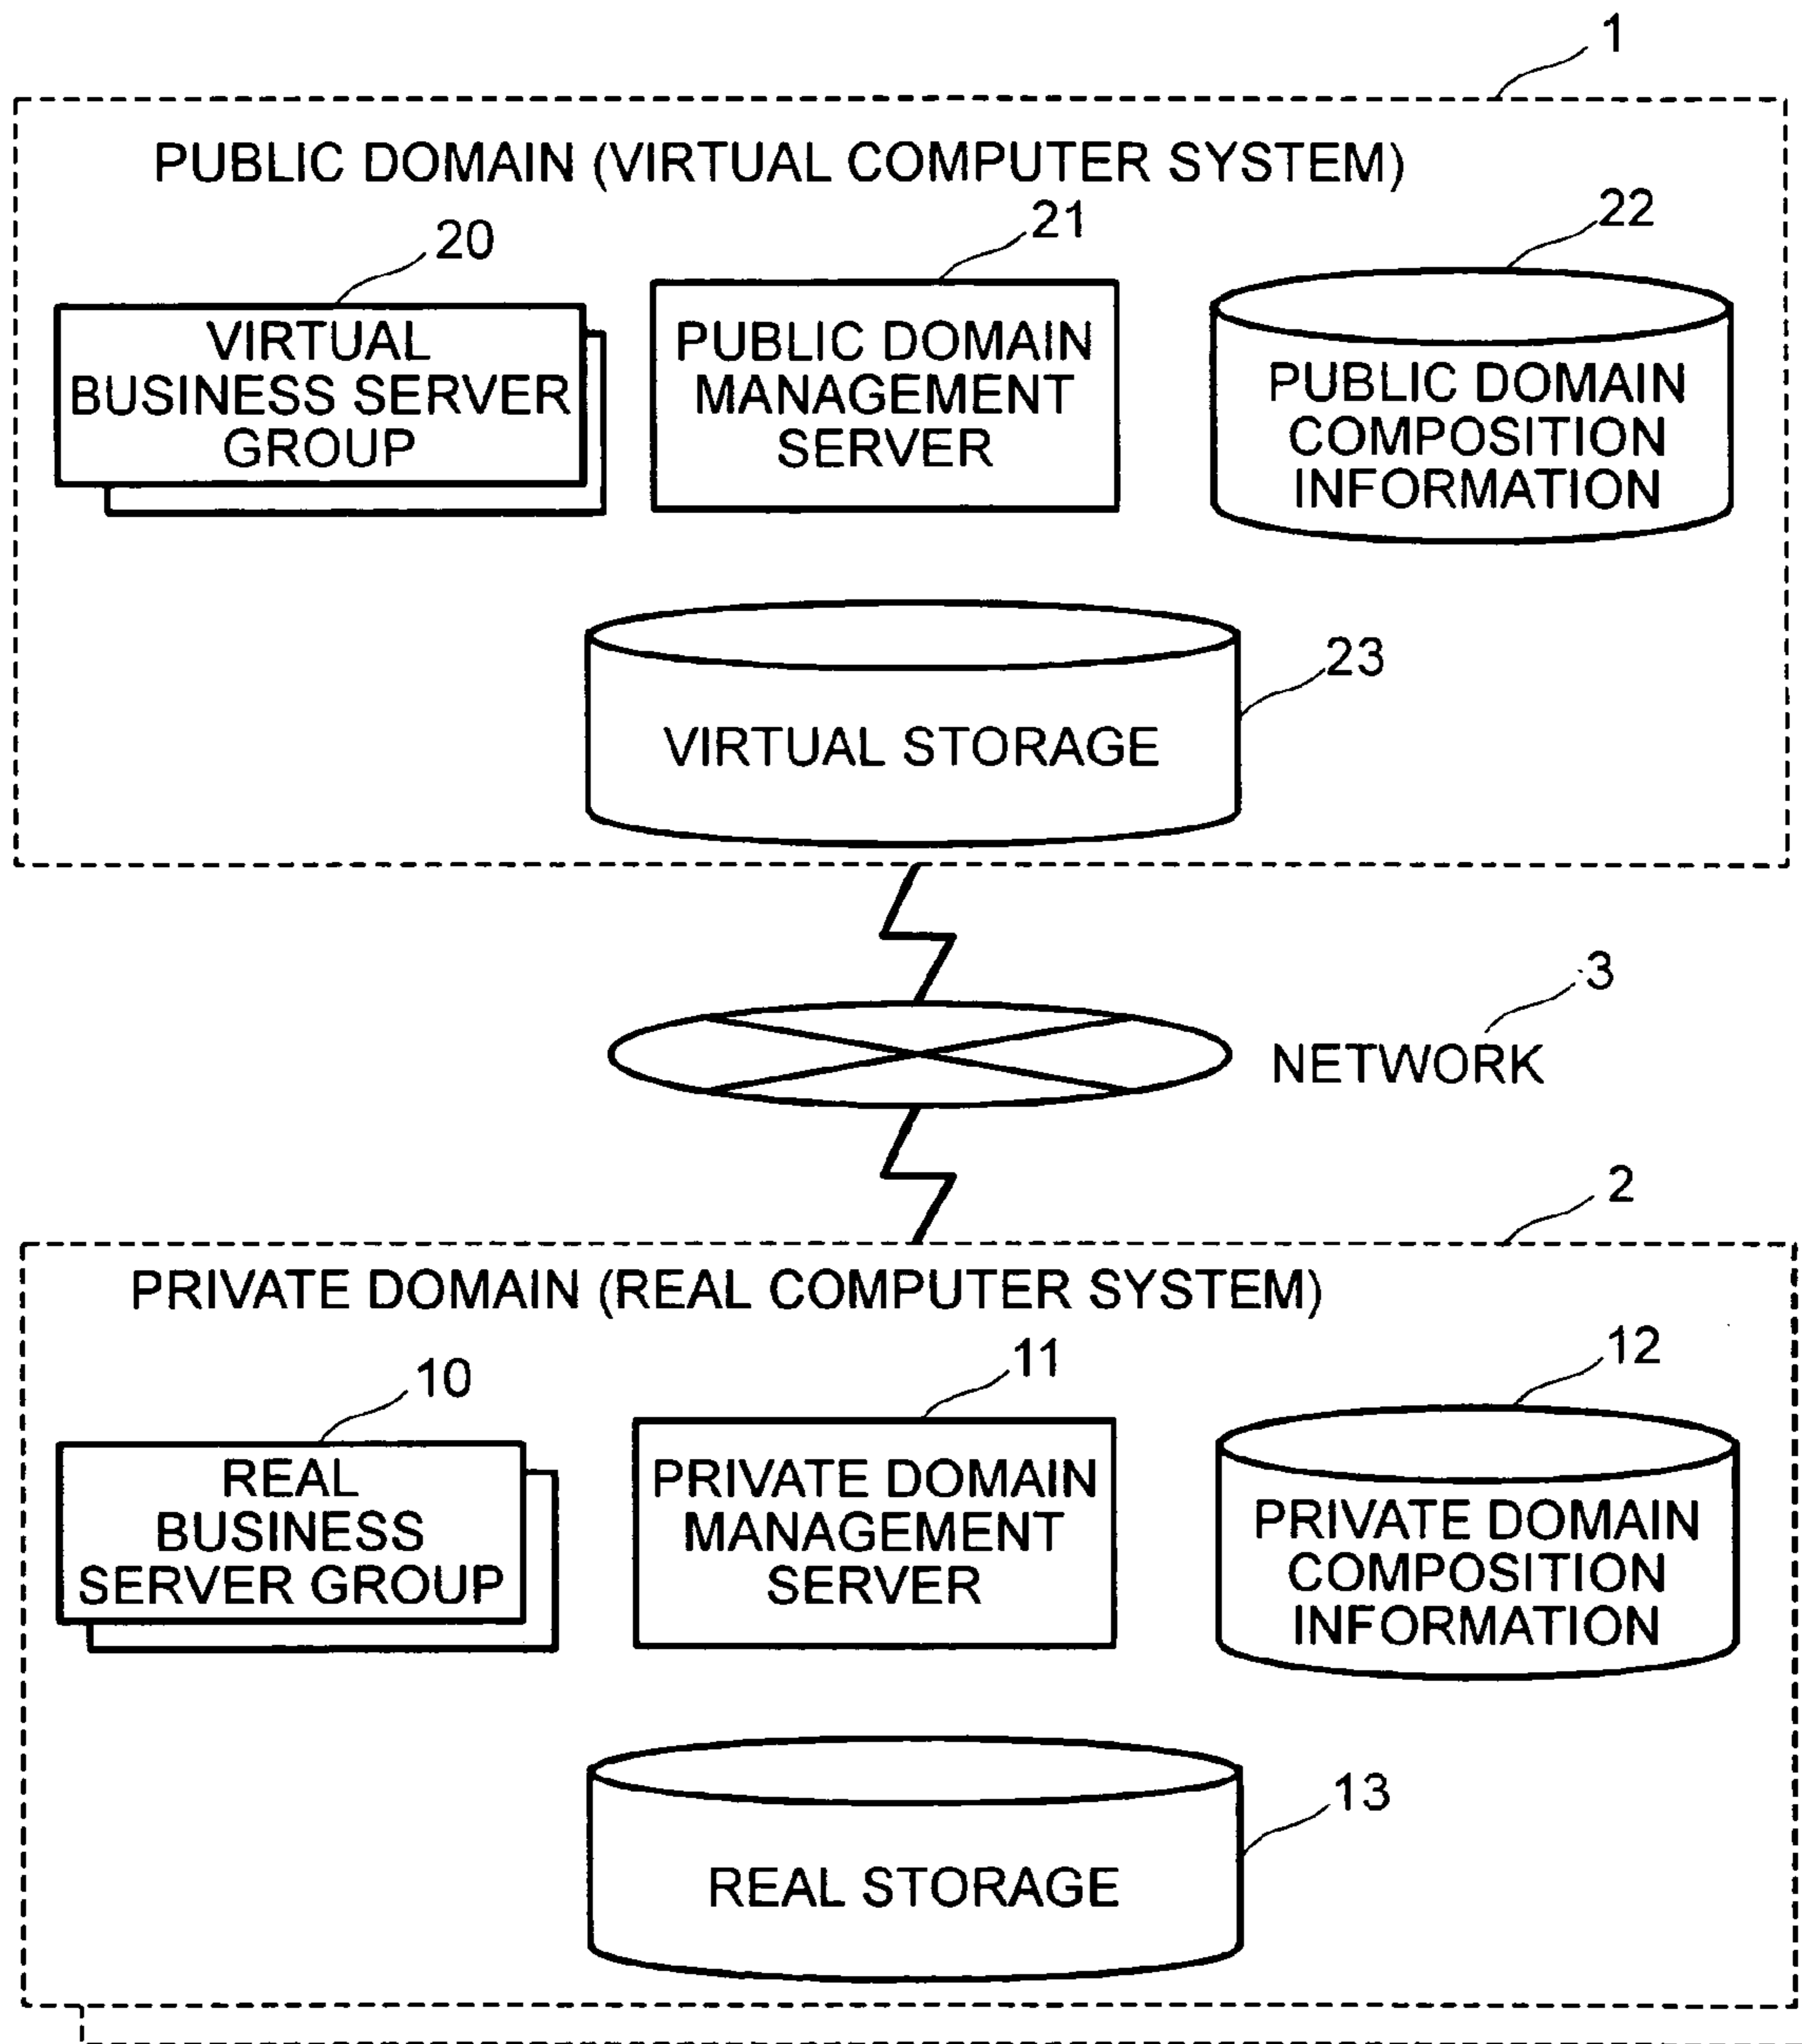 1
PUBLIC DOMAIN (VIRTUAL COMPUTER SYSTEM)
20
21
22
VIRTUAL
BUSINESS SERVER
GROUP
PUBLIC DOMAIN
MANAGEMENT
SERVER
PUBLIC DOMAIN
COMPOSITION
INFORMATION
23
VIRTUAL STORAGE
3
NETWORK
2
PRIVATE DOMAIN (REAL COMPUTER SYSTEM)
10
11
12
REAL
BUSINESS
SERVER GROUP
PRIVATE DOMAIN
MANAGEMENT
SERVER
PRIVATE DOMAIN
COMPOSITION
INFORMATION
13
REAL STORAGE